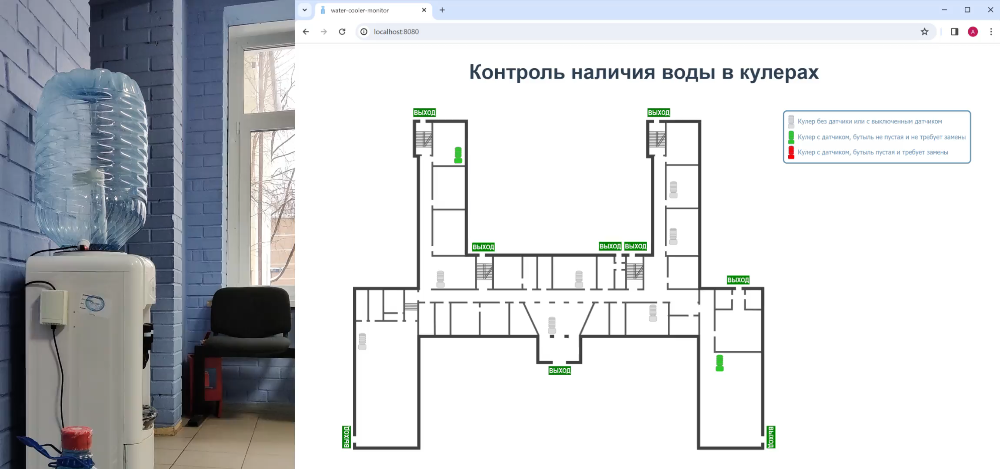 water-cooler-monitor
localhost:8080
A
Контроль наличия воды в кулерах
ВЫХОД
ВЫХОД
Кулер без датчики или с выключенным датчиком
Кулер с датчиком, бутыль не пустая и не требует замены
Кулер с датчиком, бутыль пустая и требует замены
ВЫХОД
ВЫХОД
ВЫХОД
ВЫХОД
ВЫХОД
ВЫХОД
ВЫХОД